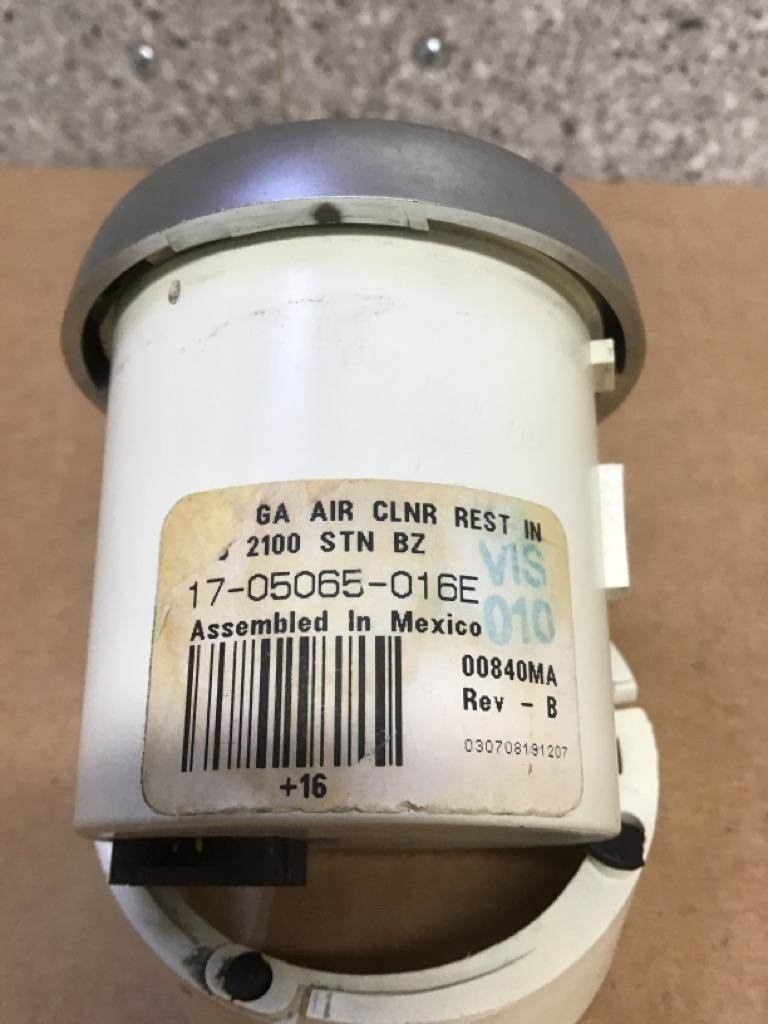 GA AIR CLNR REST IN
2100 STN BZ
17-05065-016E
VIS
010
Assembled In Mexico
00840MA
Rev - B
030708191207
+16